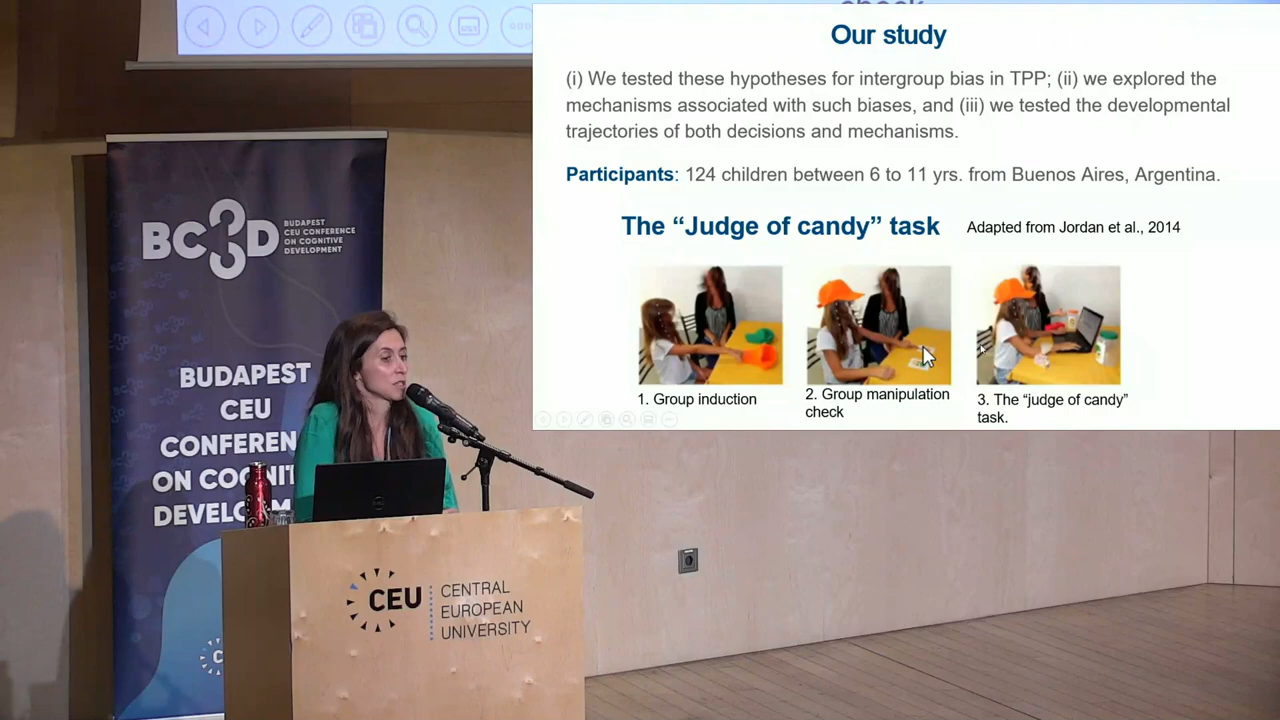 check
Our study
(i) We tested these hypotheses for intergroup bias in TPP; (ii) we explored the
mechanisms associated with such biases, and (iii) we tested the developmental
trajectories of both decisions and mechanisms.
Participants: 124 children between 6 to 11 yrs. from Buenos Aires, Argentina.
The “Judge of candy” task
Adapted from Jordan et al., 2014
1. Group induction
2. Group manipulation
check
3. The “judge of candy”
task.
BC3D
BUDAPEST
CEU CONFERENCE
ON COGNITIVE
DEVELOPMENT
BUDAPEST
CEU
CONFEREN
ON COGNIT
DEVELOPM
CEU
CENTRAL
EUROPEAN
UNIVERSITY